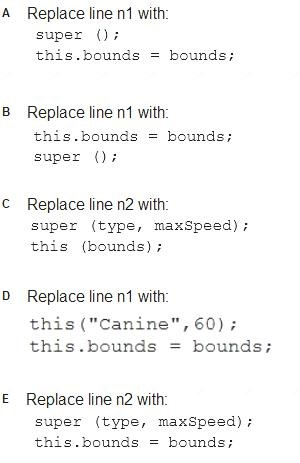 A Replace line n1 with:
super ();
this.bounds = bounds;
B Replace line n1 with:
this.bounds = bounds;
super ();
C Replace line n2 with:
super (type, maxSpeed);
this (bounds);
D Replace line n1 with:
this("Canine",60);
this.bounds = bounds;
E Replace line n2 with:
super (type, maxSpeed);
this.bounds = bounds;